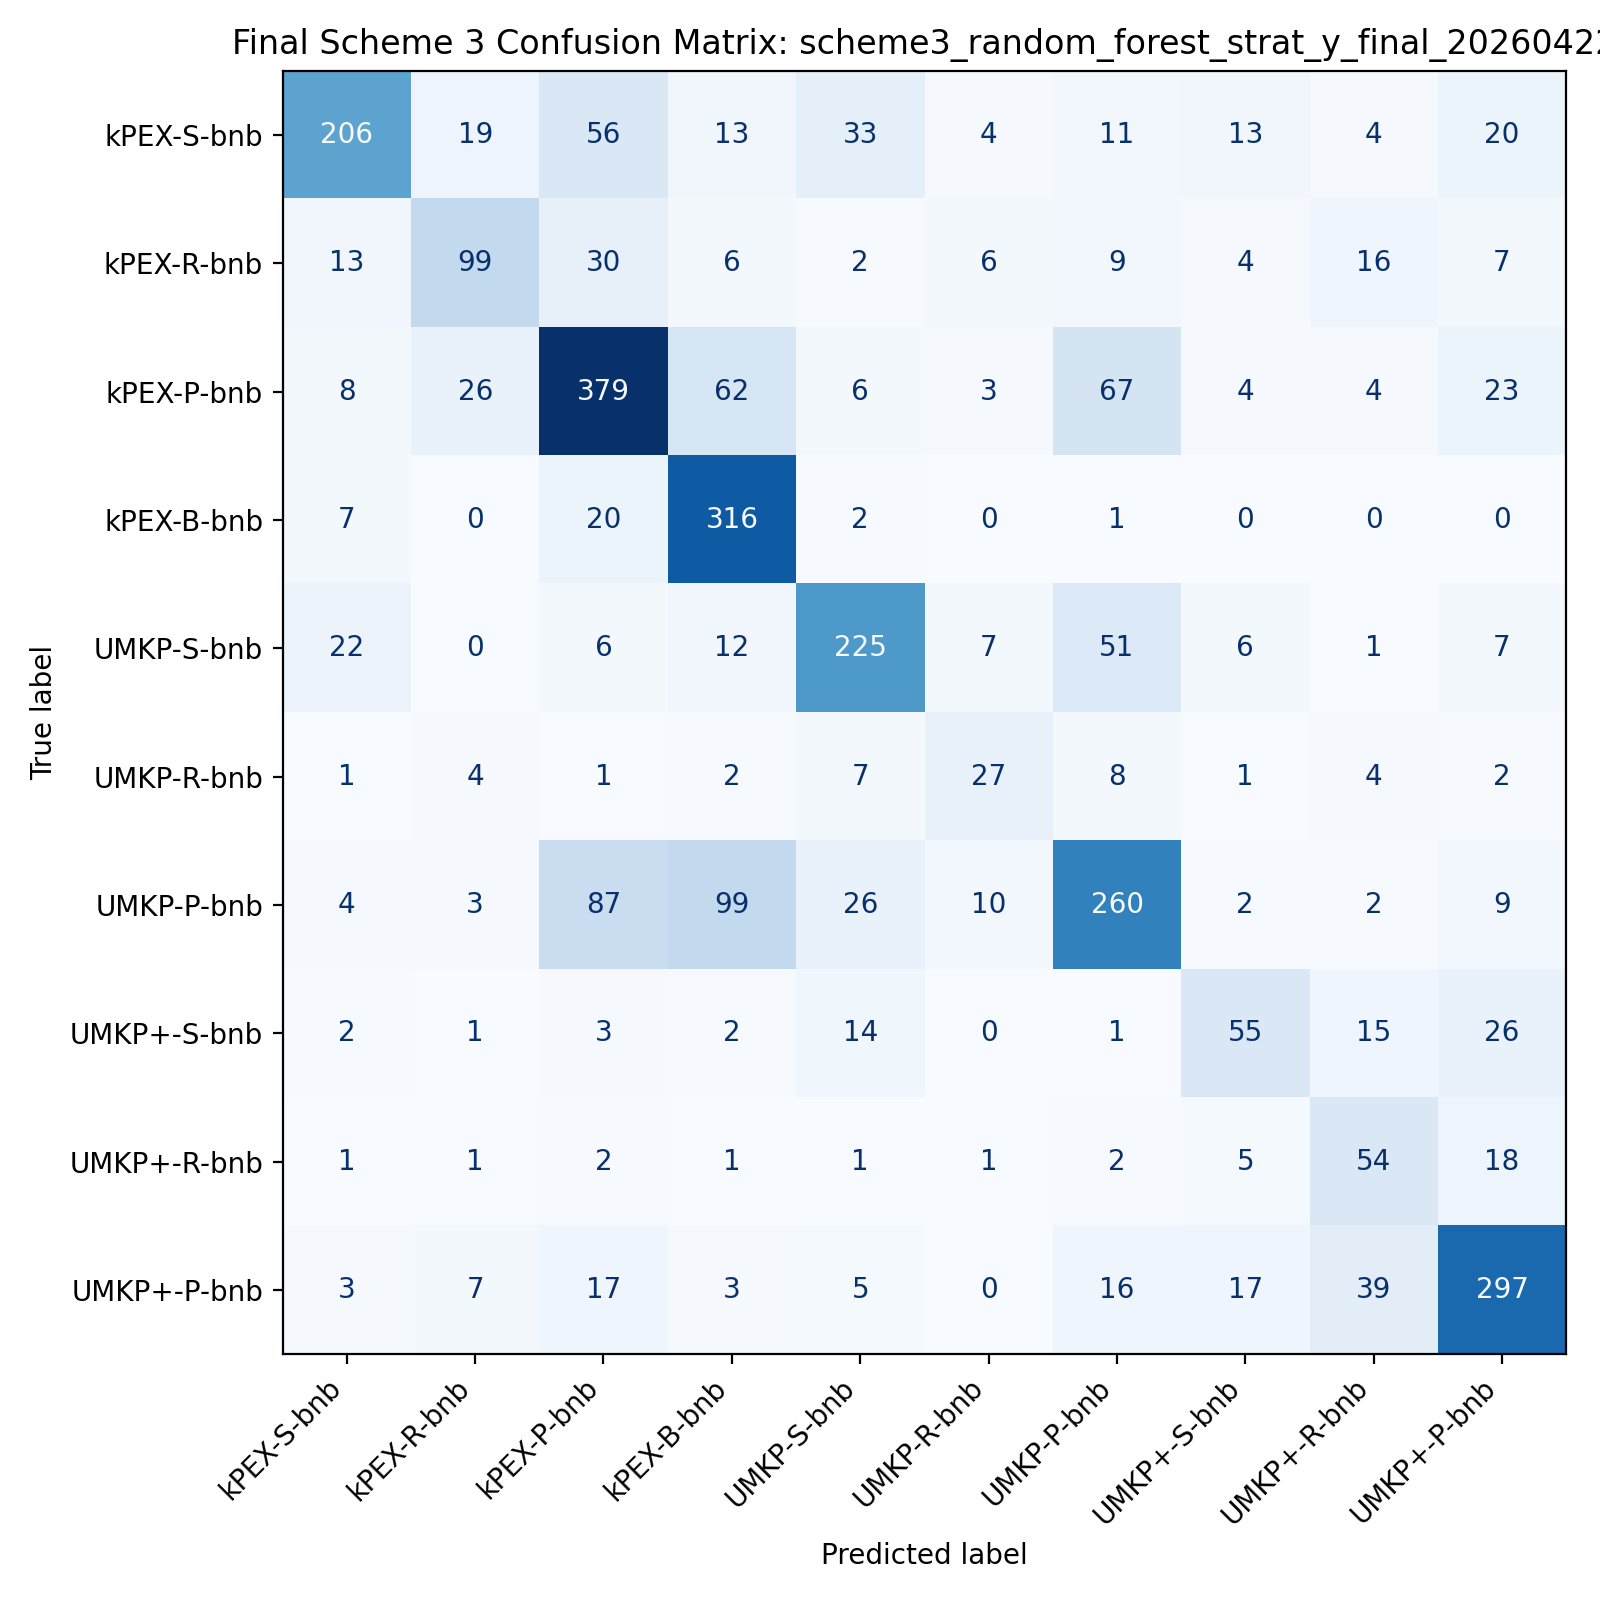 Final Scheme 3 Confusion Matrix: scheme3_random_forest_strat_y_final_2026042
kPEX-S-bnb 206 19 56 13 33 4 11 13 4 20
kPEX-R-bnb 13 99 30 6 2 6 9 4 16 7
kPEX-P-bnb 8 26 379 62 6 3 67 4 4 23
kPEX-B-bnb 7 0 20 316 2 0 1 0 0 0
UMKP-S-bnb 22 0 6 12 225 7 51 6 1 7
True label
UMKP-R-bnb 1 4 1 2 7 27 8 1 4 2
UMKP-P-bnb 4 3 87 99 26 10 260 2 2 9
UMKP+-S-bnb 2 1 3 2 14 0 1 55 15 26
UMKP+-R-bnb 1 1 2 1 1 1 2 5 54 18
UMKP+-P-bnb 3 7 17 3 5 0 16 17 39 297
kPEX-S-bnb kPEX-R-bnb kPEX-P-bnb kPEX-B-bnb UMKP-S-bnb UMKP-R-bnb UMKP-P-bnb UMKP+-S-bnb UMKP+-R-bnb UMKP+-P-bnb
Predicted label